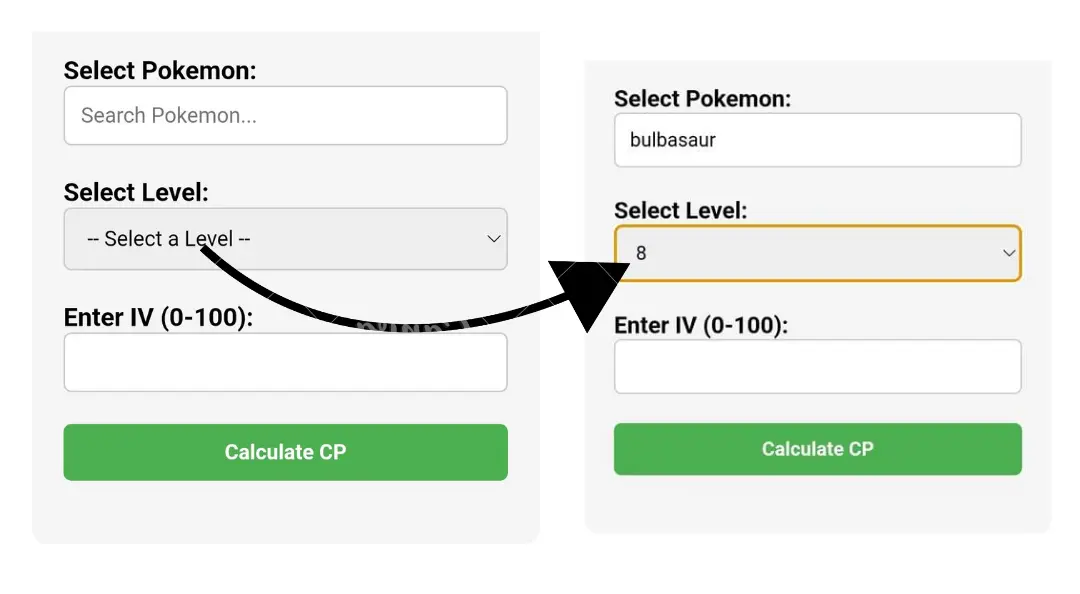 Select Pokemon:
Search Pokemon...
Select Level:
-- Select a Level --
Enter IV (0-100):
Calculate CP
Select Pokemon:
bulbasaur
Select Level:
8
Enter IV (0-100):
Calculate CP